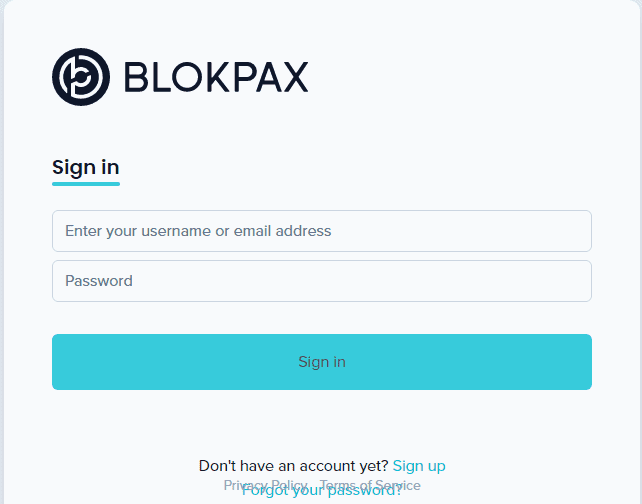 BLOKPAX
Sign in
Enter your username or email address
Password
Sign in
Don't have an account yet? Sign up
Privacy Policy Terms of Service
Forgot your password?